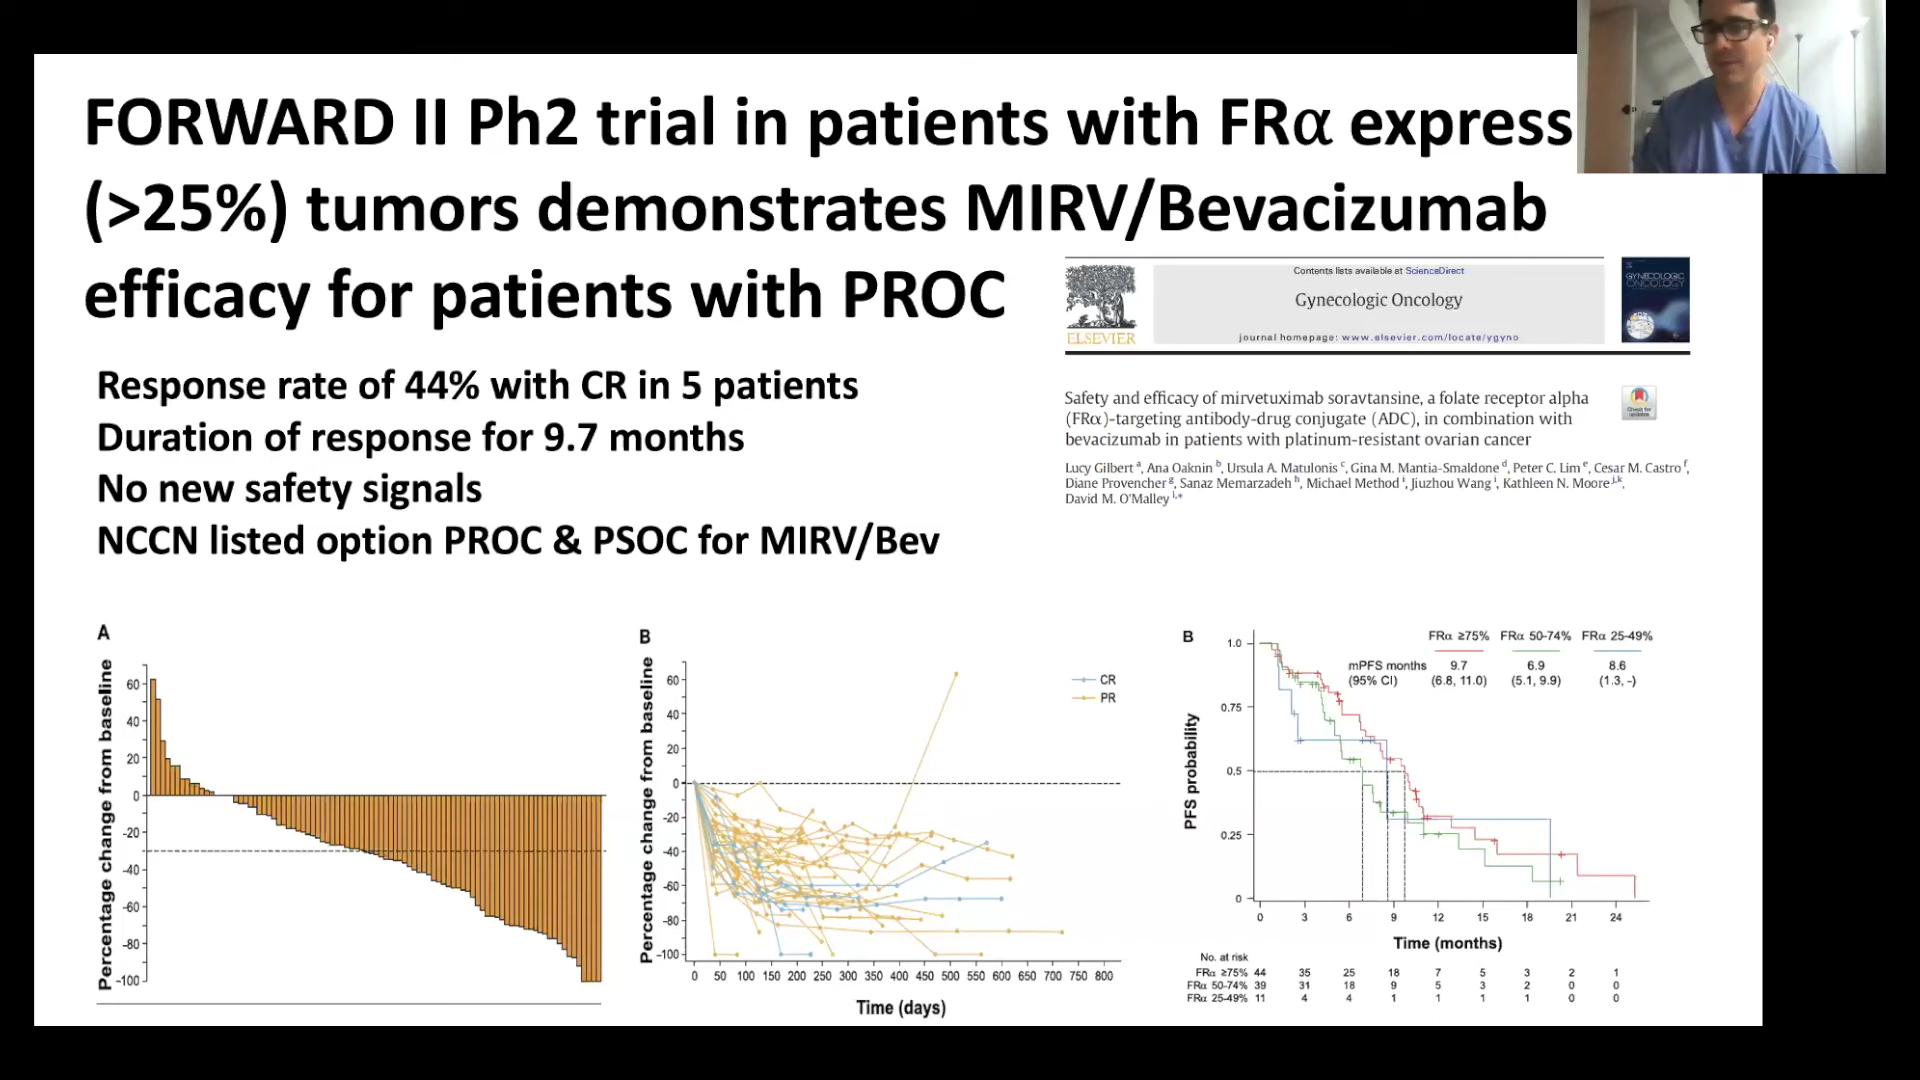 FORWARD II Ph2 trial in patients with FRα express
(>25%) tumors demonstrates MIRV/Bevacizumab
efficacy for patients with PROC
Response rate of 44% with CR in 5 patients
Duration of response for 9.7 months
No new safety signals
NCCN listed option PROC & PSOC for MIRV/Bev
Contents lists available at ScienceDirect
Gynecologic Oncology
journal homepage: www.elsevier.com/locate/ygyno
ELSEVIER
GYNECOLOGIC
ONCOLOGY
Safety and efficacy of mirvetuximab soravtansine, a folate receptor alpha
(FRα)-targeting antibody-drug conjugate (ADC), in combination with
bevacizumab in patients with platinum-resistant ovarian cancer
Check for
updates
Lucy Gilbert a, Ana Oaknin b, Ursula A. Matulonis c, Gina M. Mantia-Smaldone d, Peter C. Lim e, Cesar M. Castro f,
Diane Provencher g, Sanaz Memarzadeh h, Michael Method i, Jiuzhou Wang i, Kathleen N. Moore j,k,
David M. O'Malley l,*
A
Percentage change from baseline
60
40
20
0
-20
-40
-60
-80
-100
B
Percentage change from baseline
60
40
20
0
-20
-40
-60
-80
-100
CR
PR
0 50 100 150 200 250 300 350 400 450 500 550 600 650 700 750 800
Time (days)
B
FRα ≥75% FRα 50-74% FRα 25-49%
mPFS months 9.7 6.9 8.6
(95% CI) (6.8, 11.0) (5.1, 9.9) (1.3, -)
PFS probability
1.0
0.75
0.5
0.25
0
0 3 6 9 12 15 18 21 24
Time (months)
No. at risk
FRα ≥75% 44 35 25 18 7 5 3 2 1
FRα 50-74% 39 31 18 9 5 3 2 0 0
FRα 25-49% 11 4 4 1 1 1 1 0 0